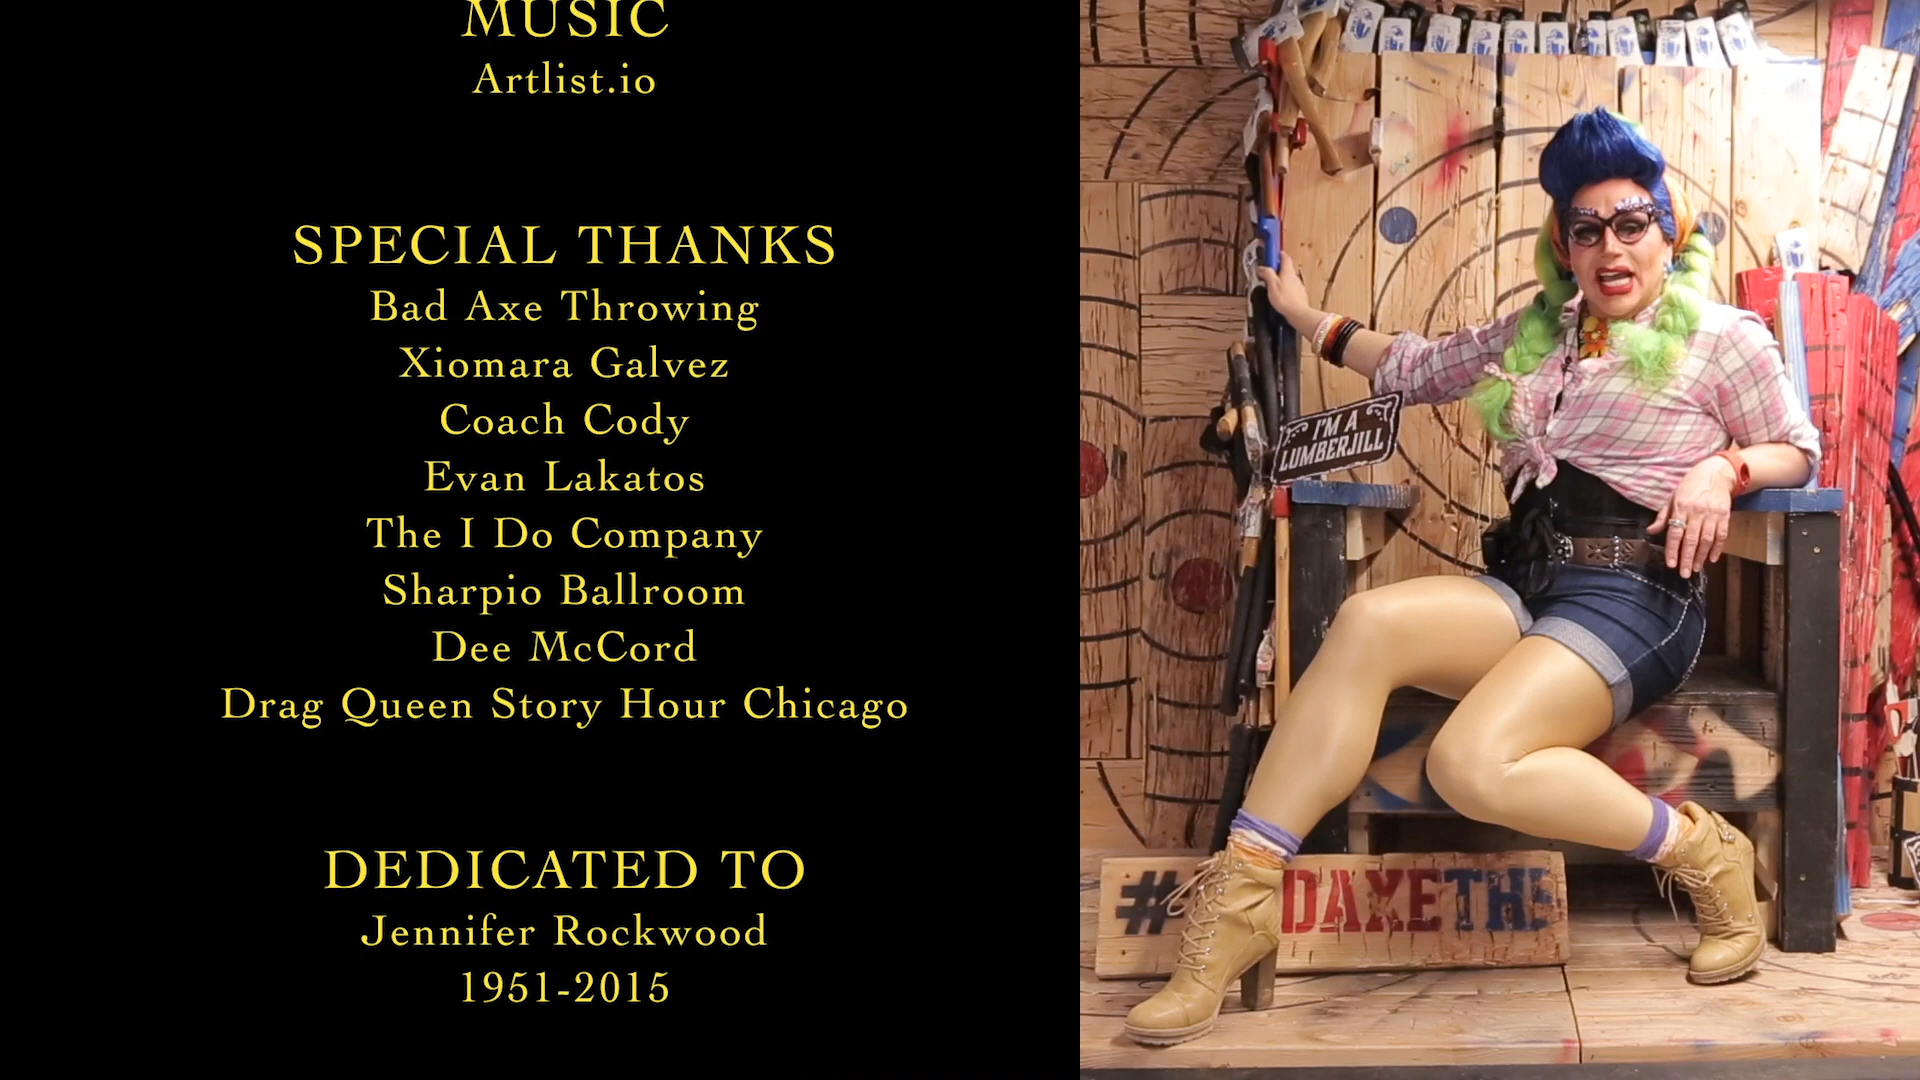 MUSIC
Artlist.io
SPECIAL THANKS
Bad Axe Throwing
Xiomara Galvez
Coach Cody
Evan Lakatos
The I Do Company
Sharpio Ballroom
Dee McCord
Drag Queen Story Hour Chicago
DEDICATED TO
Jennifer Rockwood
1951-2015
I'M A
LUMBERJILL